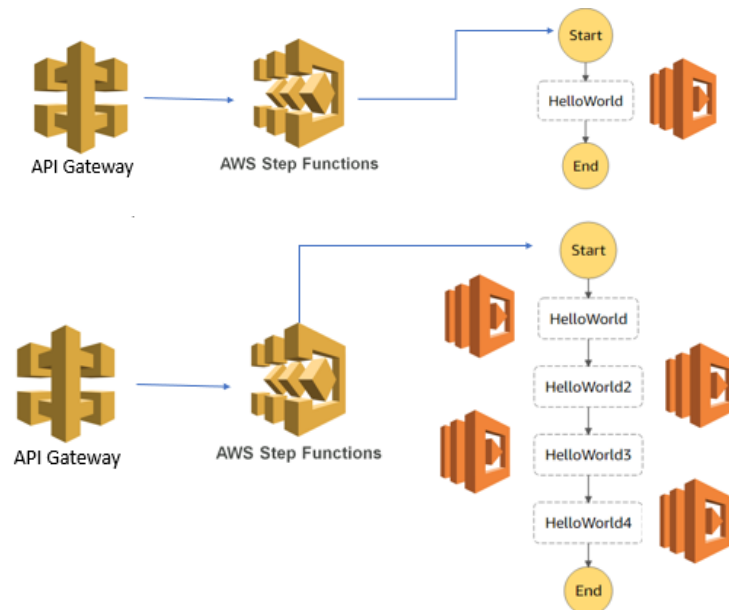 Start
HelloWorld
API Gateway
AWS Step Functions
End
Start
HelloWorld
HelloWorld2
API Gateway
AWS Step Functions
HelloWorld3
HelloWorld4
End